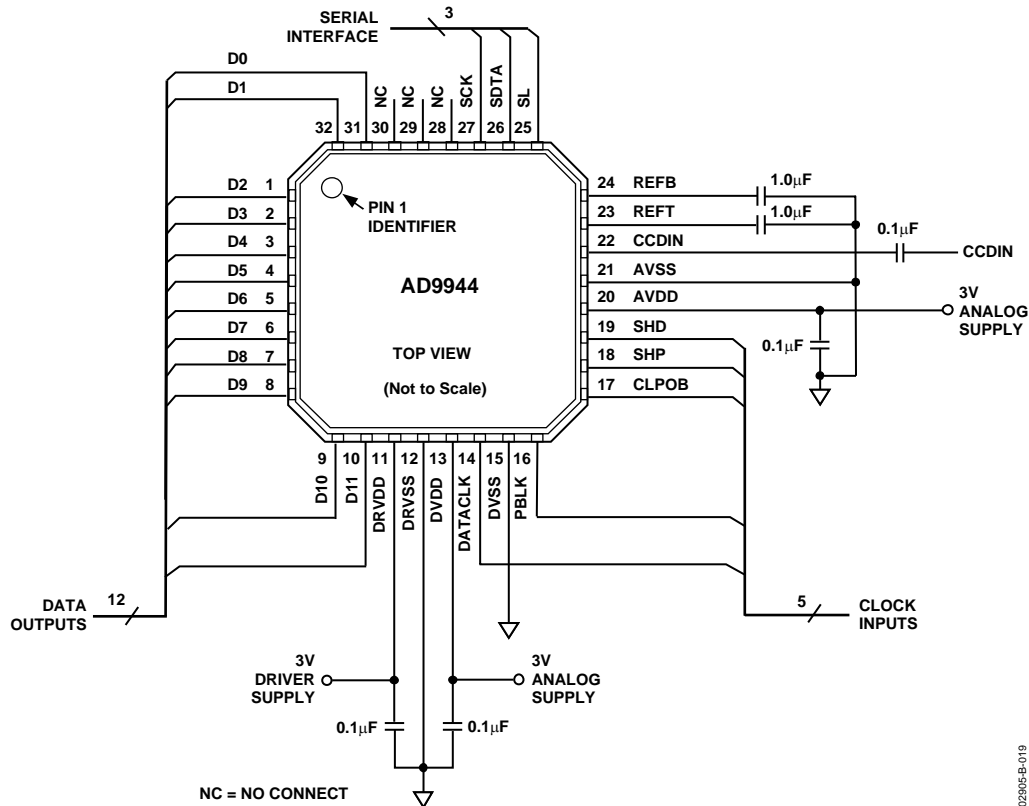 SERIAL
INTERFACE
3
D0
D1
NC
NC
NC
SCK
SDTA
SL
32 31 30 29 28 27 26 25
D2 1
D3 2
D4 3
D5 4
D6 5
D7 6
D8 7
D9 8
PIN 1
IDENTIFIER
AD9944
TOP VIEW
(Not to Scale)
24 REFB
23 REFT
22 CCDIN
21 AVSS
20 AVDD
19 SHD
18 SHP
17 CLPOB
1.0μF
1.0μF
0.1μF
CCDIN
3V
ANALOG
SUPPLY
0.1μF
9 10 11 12 13 14 15 16
D10
D11
DRVDD
DRVSS
DVDD
DATACLK
DVSS
PBLK
DATA
OUTPUTS
12
5
CLOCK
INPUTS
3V
DRIVER
SUPPLY
3V
ANALOG
SUPPLY
0.1μF
0.1μF
NC = NO CONNECT
02905-B-019